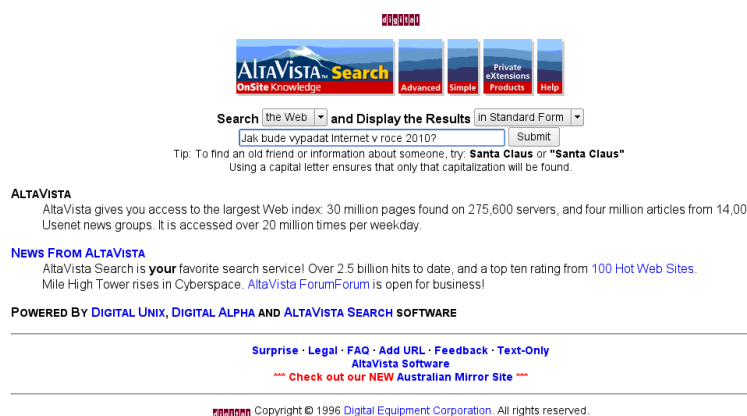 digital
ALTAVISTA™ Search
OnSite Knowledge
Advanced
Simple
Private eXtensions Products
Help
Search the Web and Display the Results in Standard Form
Jak bude vypadat Internet v roce 2010? Submit
Tip: To find an old friend or information about someone, try: Santa Claus or "Santa Claus"
Using a capital letter ensures that only that capitalization will be found.
ALTAVISTA
AltaVista gives you access to the largest Web index: 30 million pages found on 275,600 servers, and four million articles from 14,00
Usenet news groups. It is accessed over 20 million times per weekday.
NEWS FROM ALTAVISTA
AltaVista Search is your favorite search service! Over 2.5 billion hits to date, and a top ten rating from 100 Hot Web Sites.
Mile High Tower rises in Cyberspace. AltaVista ForumForum is open for business!
POWERED BY DIGITAL UNIX, DIGITAL ALPHA AND ALTAVISTA SEARCH SOFTWARE
Surprise · Legal · FAQ · Add URL · Feedback · Text-Only
AltaVista Software
*** Check out our NEW Australian Mirror Site ***
digital Copyright © 1996 Digital Equipment Corporation. All rights reserved.